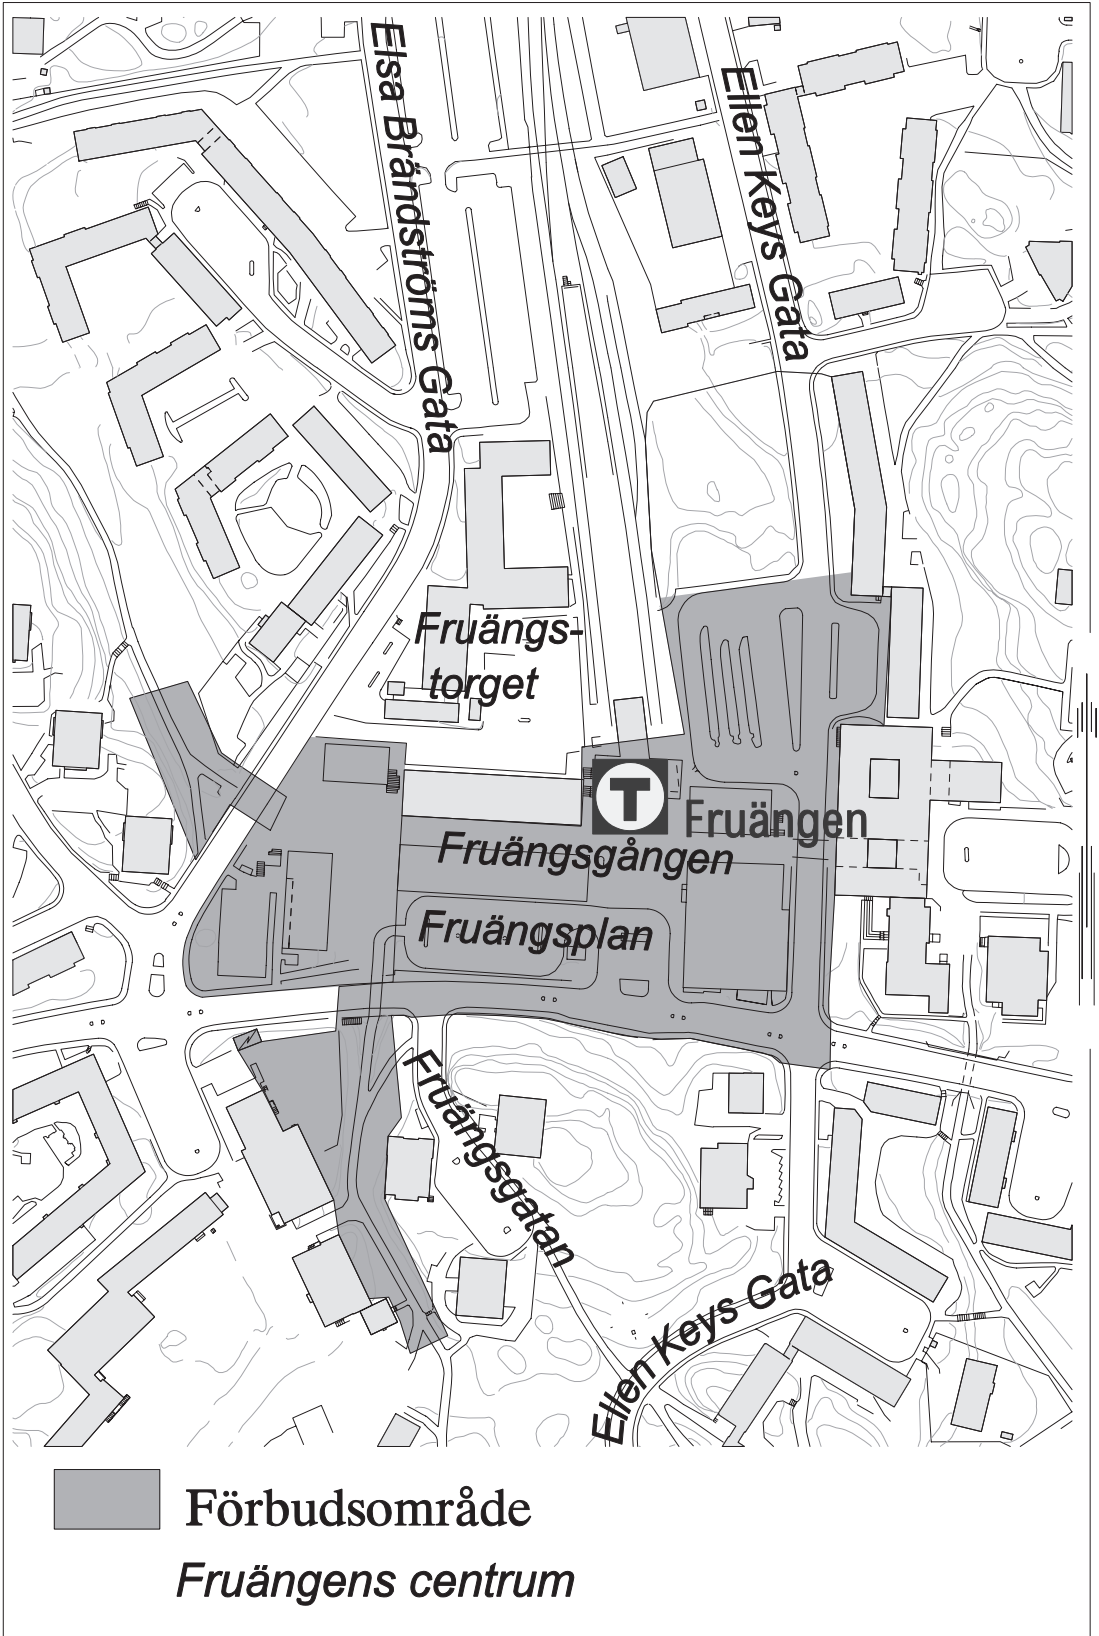 Elsa Brändströms Gata
Ellen Keys Gata
Fruängs-
torget
T Fruängen
Fruängsgången
Fruängsplan
Fruängsgatan
Ellen Keys Gata
Förbudsområde
Fruängens centrum